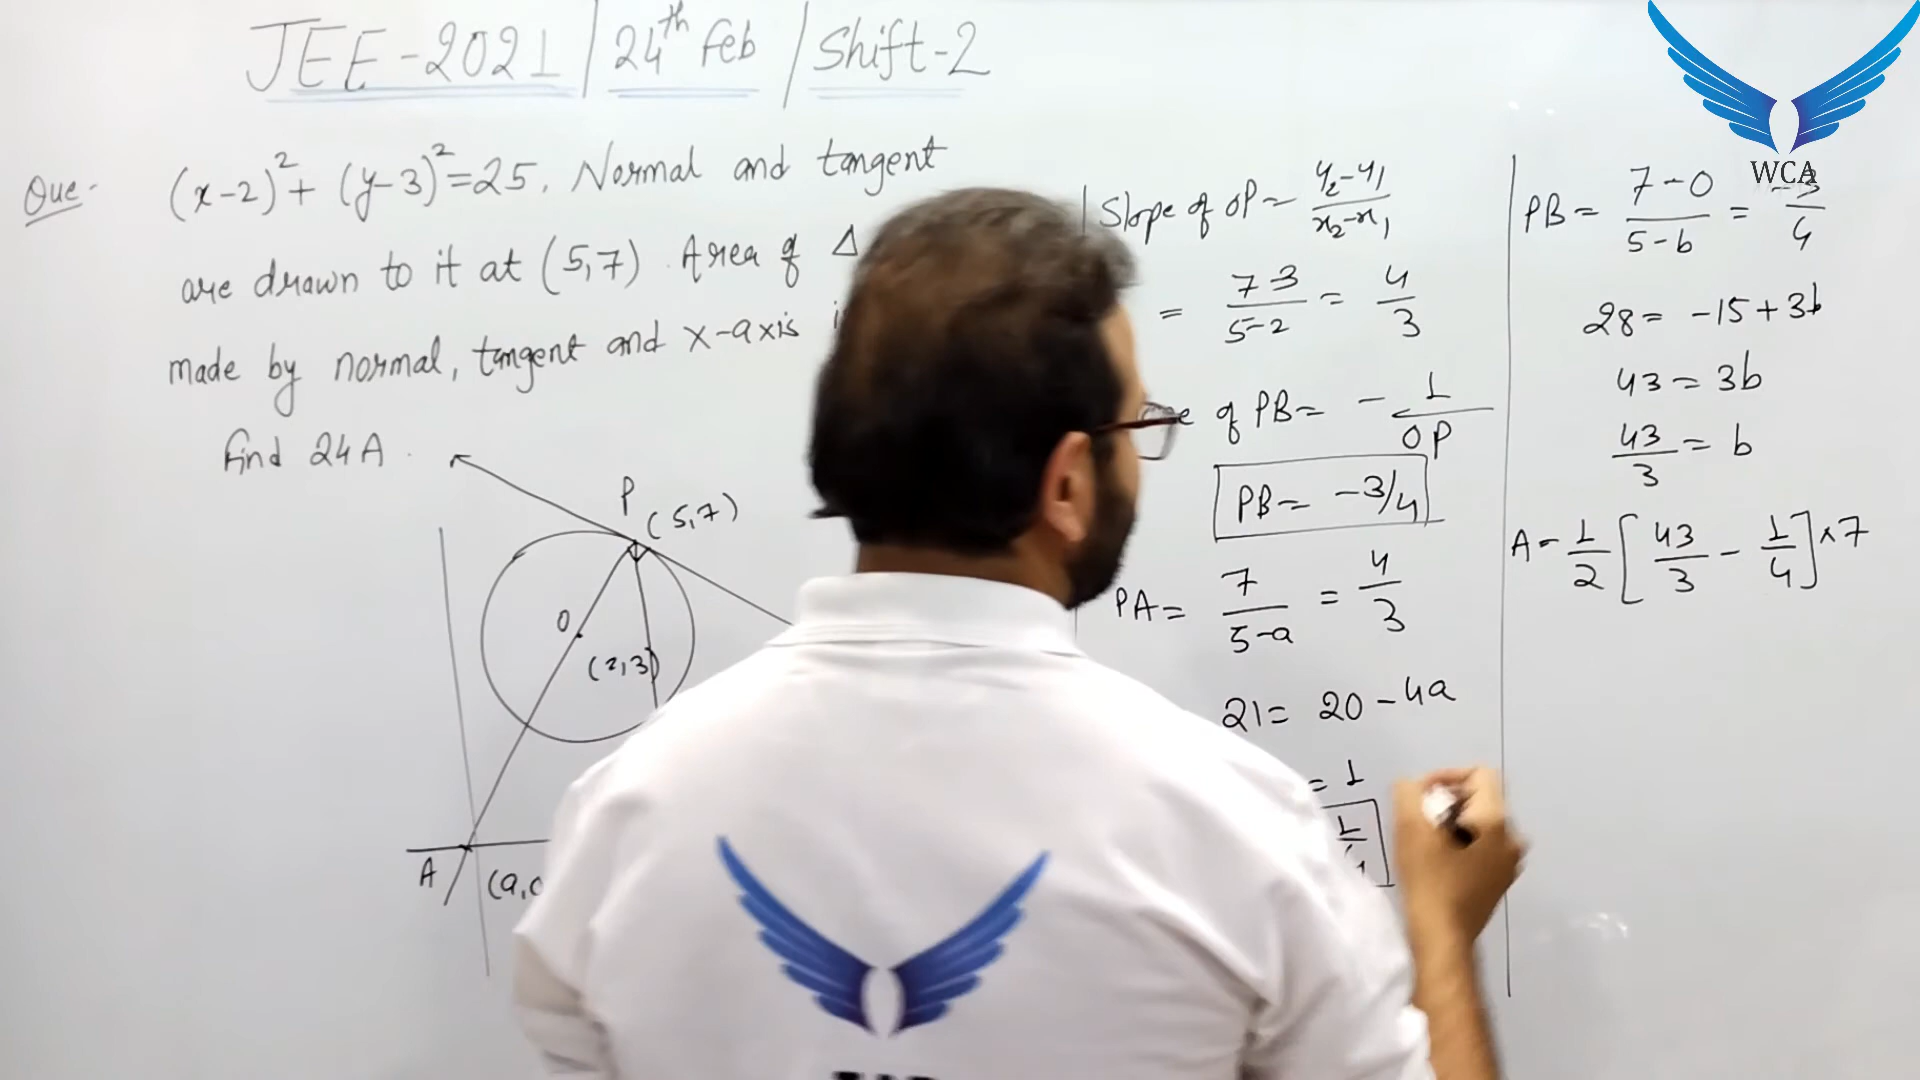 JEE-2021 / 24th Feb / Shift-2
Que- (x-2)²+ (y-3)²=25. Normal and tangent
are drawn to it at (5,7). Area of Δ
made by normal, tangent and x-axis
find 24A.
P
(5,7)
O
(2,3)
A
Slope of OP = y₂-y₁/x₂-x₁
= 7-3/5-2 = 4/3
of PB = -1/OP
PB = -3/4
PA = 7/5-a = 4/3
21 = 20-4a
= 1
PB = 7-0/5-b = -3/4
28 = -15+3b
43 = 3b
43/3 = b
A = 1/2 [43/3 - 1/4] × 7
WCA